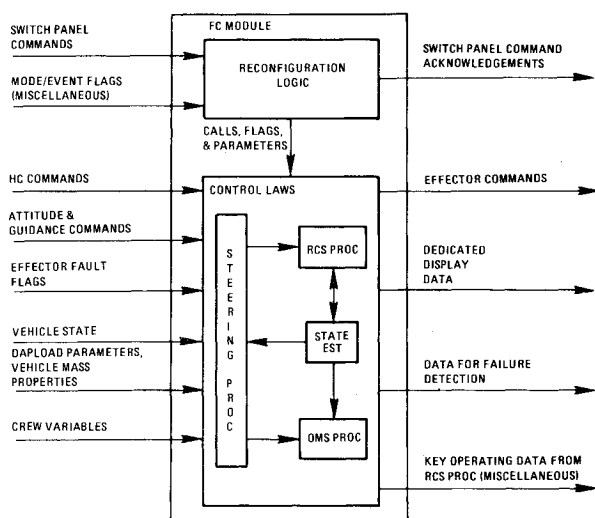 FC MODULE
SWITCH PANEL
COMMANDS
MODE/EVENT FLAGS
(MISCELLANEOUS)
RECONFIGURATION
LOGIC
SWITCH PANEL COMMAND
ACKNOWLEDGEMENTS
CALLS, FLAGS,
& PARAMETERS
HC COMMANDS
ATTITUDE &
GUIDANCE COMMANDS
EFFECTOR FAULT
FLAGS
VEHICLE STATE
DAPLOAD PARAMETERS,
VEHICLE MASS
PROPERTIES
CREW VARIABLES
CONTROL LAWS
STEERING PROC
RCS PROC
STATE
EST
OMS PROC
EFFECTOR COMMANDS
DEDICATED
DISPLAY
DATA
DATA FOR FAILURE
DETECTION
KEY OPERATING DATA FROM
RCS PROC (MISCELLANEOUS)